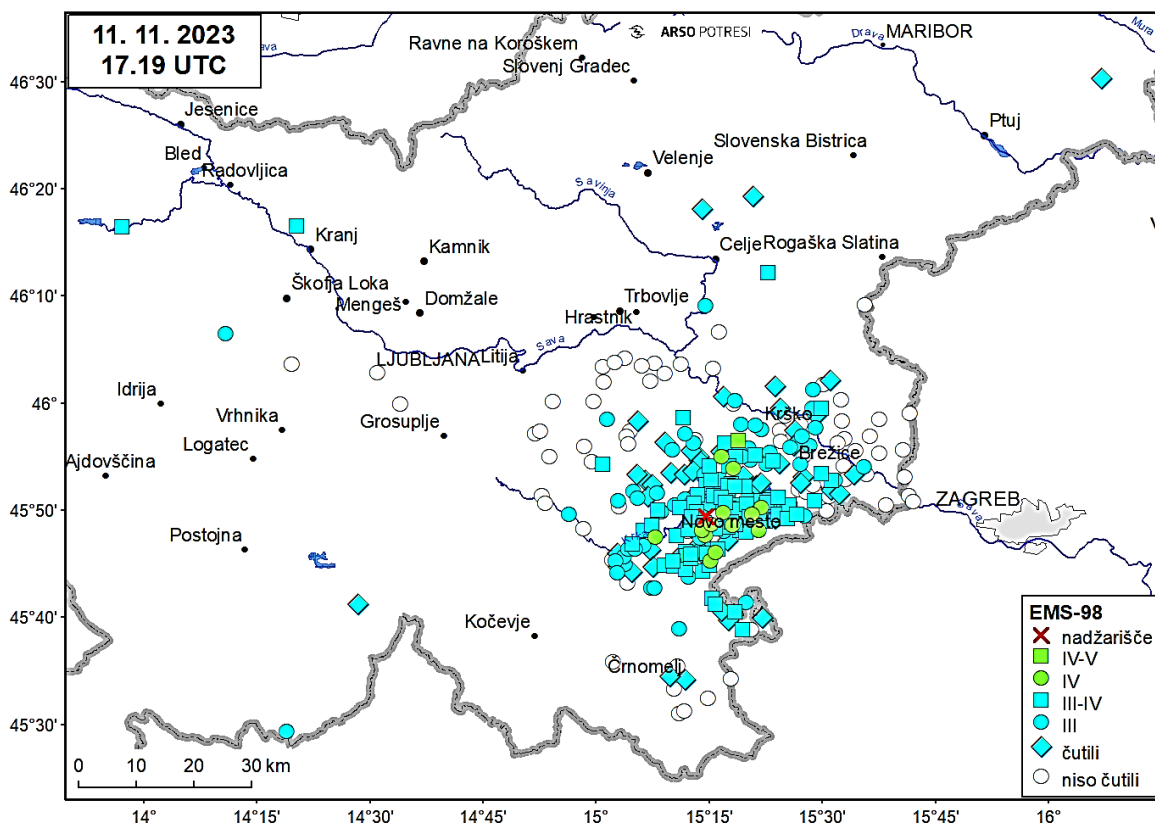 11. 11. 2023
17.19 UTC
ARSO POTRESI
MARIBOR
Drava
Mura
Ravne na Koroškem
Slovenj Gradec
46°30'
Jesenice
Ptuj
Bled
Radovljica
Velenje
Slovenska Bistrica
46°20'
Savinja
Kranj
Kamnik
Celje
Rogaška Slatina
46°10'
Škofja Loka
Mengeš
Domžale
Trbovlje
Hrastnik
LJUBLJANA
Litija
Sava
Idrija
46°
Vrhnika
Grosuplje
Krško
Logatec
Brežice
Ajdovščina
45°50'
Novo mesto
ZAGREB
Sava
Postojna
45°40'
Kočevje
Črnomelj
45°30'
EMS-98
nadžarišče
IV-V
IV
III-IV
III
čutili
niso čutili
0 10 20 30 km
14° 14°15' 14°30' 14°45' 15° 15°15' 15°30' 15°45' 16°